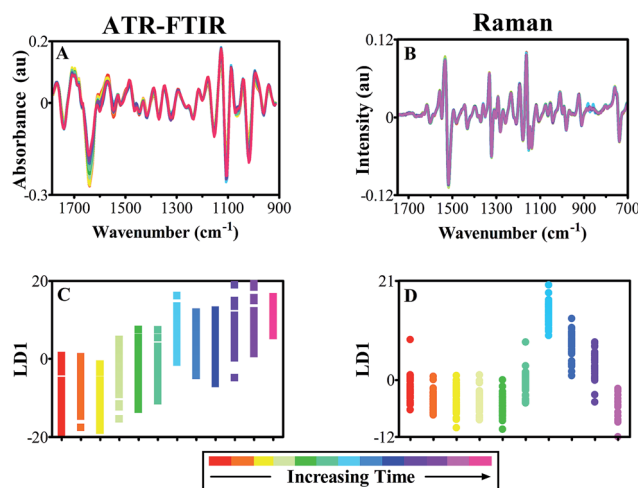 ATR-FTIR
Raman
A
0.2
0
-0.3
Absorbance (au)
1700 1500 1300 1100 900
Wavenumber (cm-1)
B
0.12
0
-0.12
Intensity (au)
1700 1500 1300 1100 900 700
Wavenumber (cm-1)
C
20
0
-20
LD1
D
21
0
-12
LD1
Increasing Time